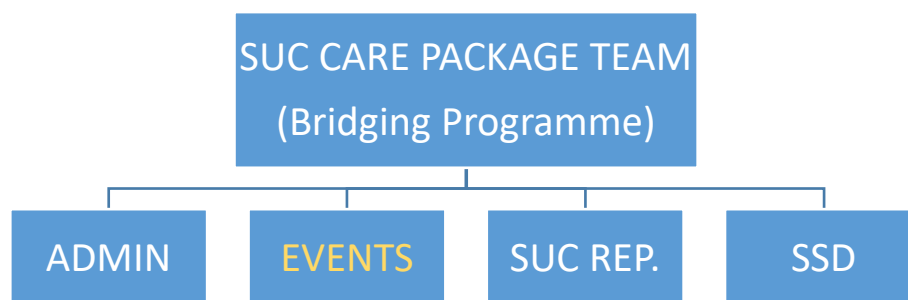 SUC CARE PACKAGE TEAM
(Bridging Programme)
ADMIN
EVENTS
SUC REP.
SSD